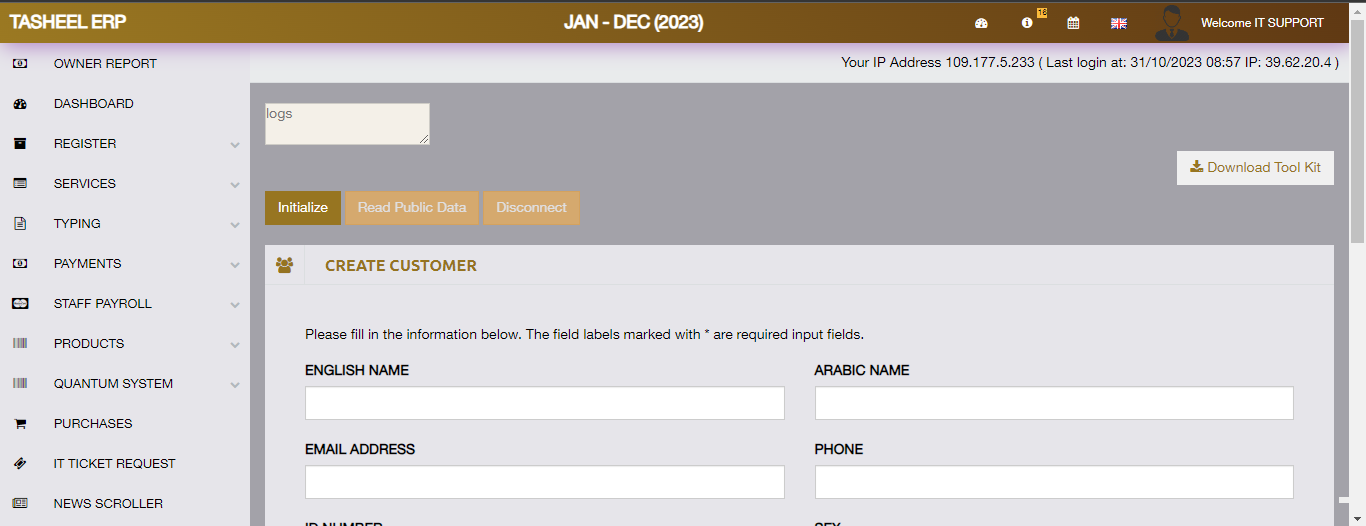 TASHEEL ERP
JAN - DEC (2023)
18
Welcome IT SUPPORT
Your IP Address 109.177.5.233 ( Last login at: 31/10/2023 08:57 IP: 39.62.20.4 )
OWNER REPORT
DASHBOARD
REGISTER
SERVICES
TYPING
PAYMENTS
STAFF PAYROLL
PRODUCTS
QUANTUM SYSTEM
PURCHASES
IT TICKET REQUEST
NEWS SCROLLER
logs
Download Tool Kit
Initialize
Read Public Data
Disconnect
CREATE CUSTOMER
Please fill in the information below. The field labels marked with * are required input fields.
ENGLISH NAME
ARABIC NAME
EMAIL ADDRESS
PHONE
ID NUMBER
SEX